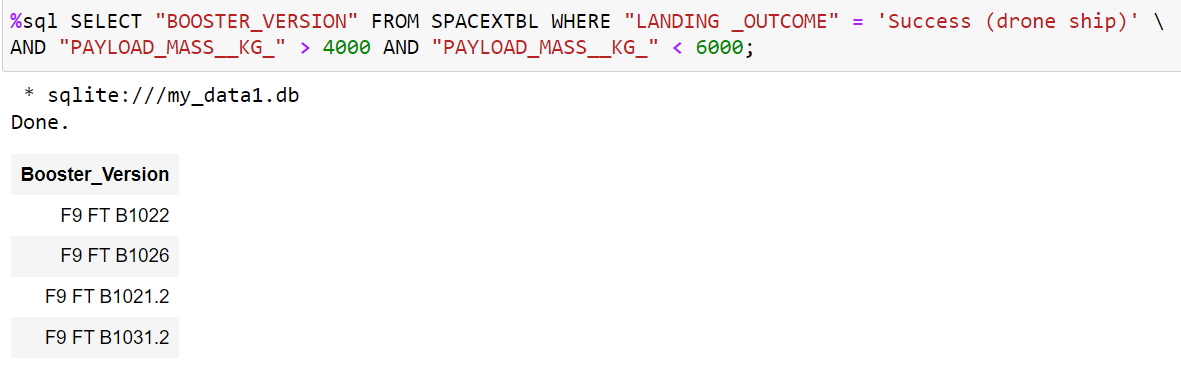 %sql SELECT "BOOSTER_VERSION" FROM SPACEXTBL WHERE "LANDING _OUTCOME" = 'Success (drone ship)' \
AND "PAYLOAD_MASS__KG_" > 4000 AND "PAYLOAD_MASS__KG_" < 6000;
* sqlite:///my_data1.db
Done.
Booster_Version
F9 FT B1022
F9 FT B1026
F9 FT B1021.2
F9 FT B1031.2